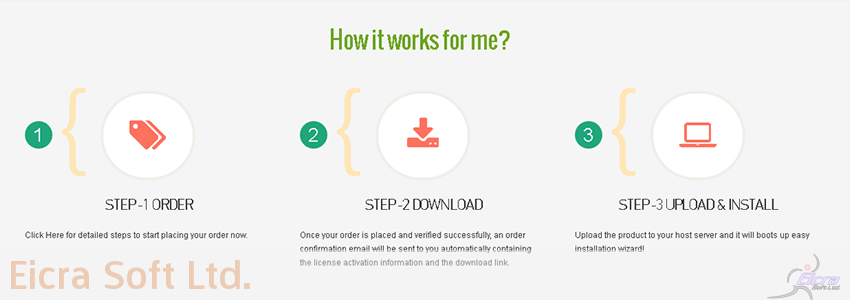 How it works for me?
1
2
3
STEP-1 ORDER
Click Here for detailed steps to start placing your order now.
STEP-2 DOWNLOAD
Once your order is placed and verified successfully, an order
confirmation email will be sent to you automatically containing
the license activation information and the download link.
STEP-3 UPLOAD & INSTALL
Upload the product to your host server and it will boots up easy
installation wizard!
Eicra Soft Ltd.
Eicra
Soft Ltd.